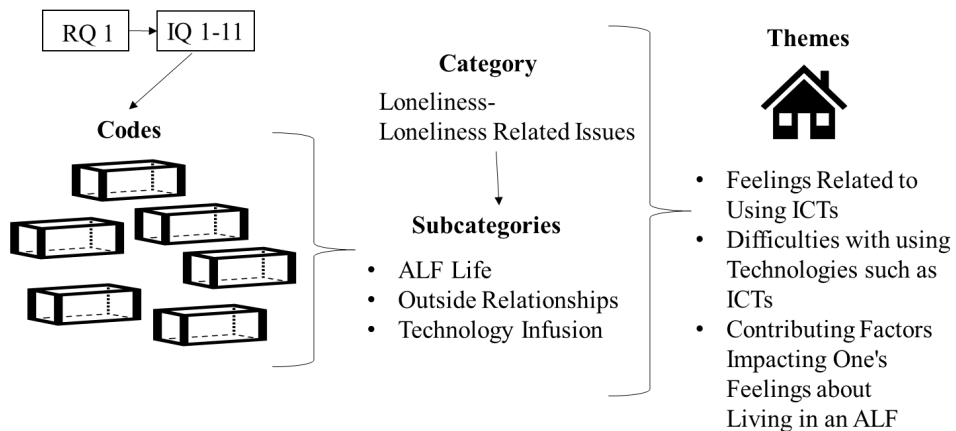 RQ 1
IQ 1-11
Codes
Category
Loneliness-
Loneliness Related Issues
Subcategories
• ALF Life
• Outside Relationships
• Technology Infusion
Themes
• Feelings Related to
Using ICTs
• Difficulties with using
Technologies such as
ICTs
• Contributing Factors
Impacting One's
Feelings about
Living in an ALF